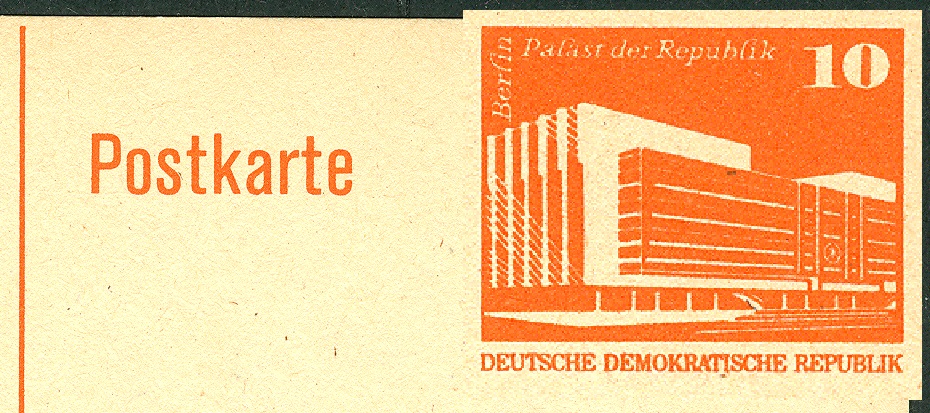 Postkarte
Berlin
Palast der Republik
10
DEUTSCHE DEMOKRATISCHE REPUBLIK